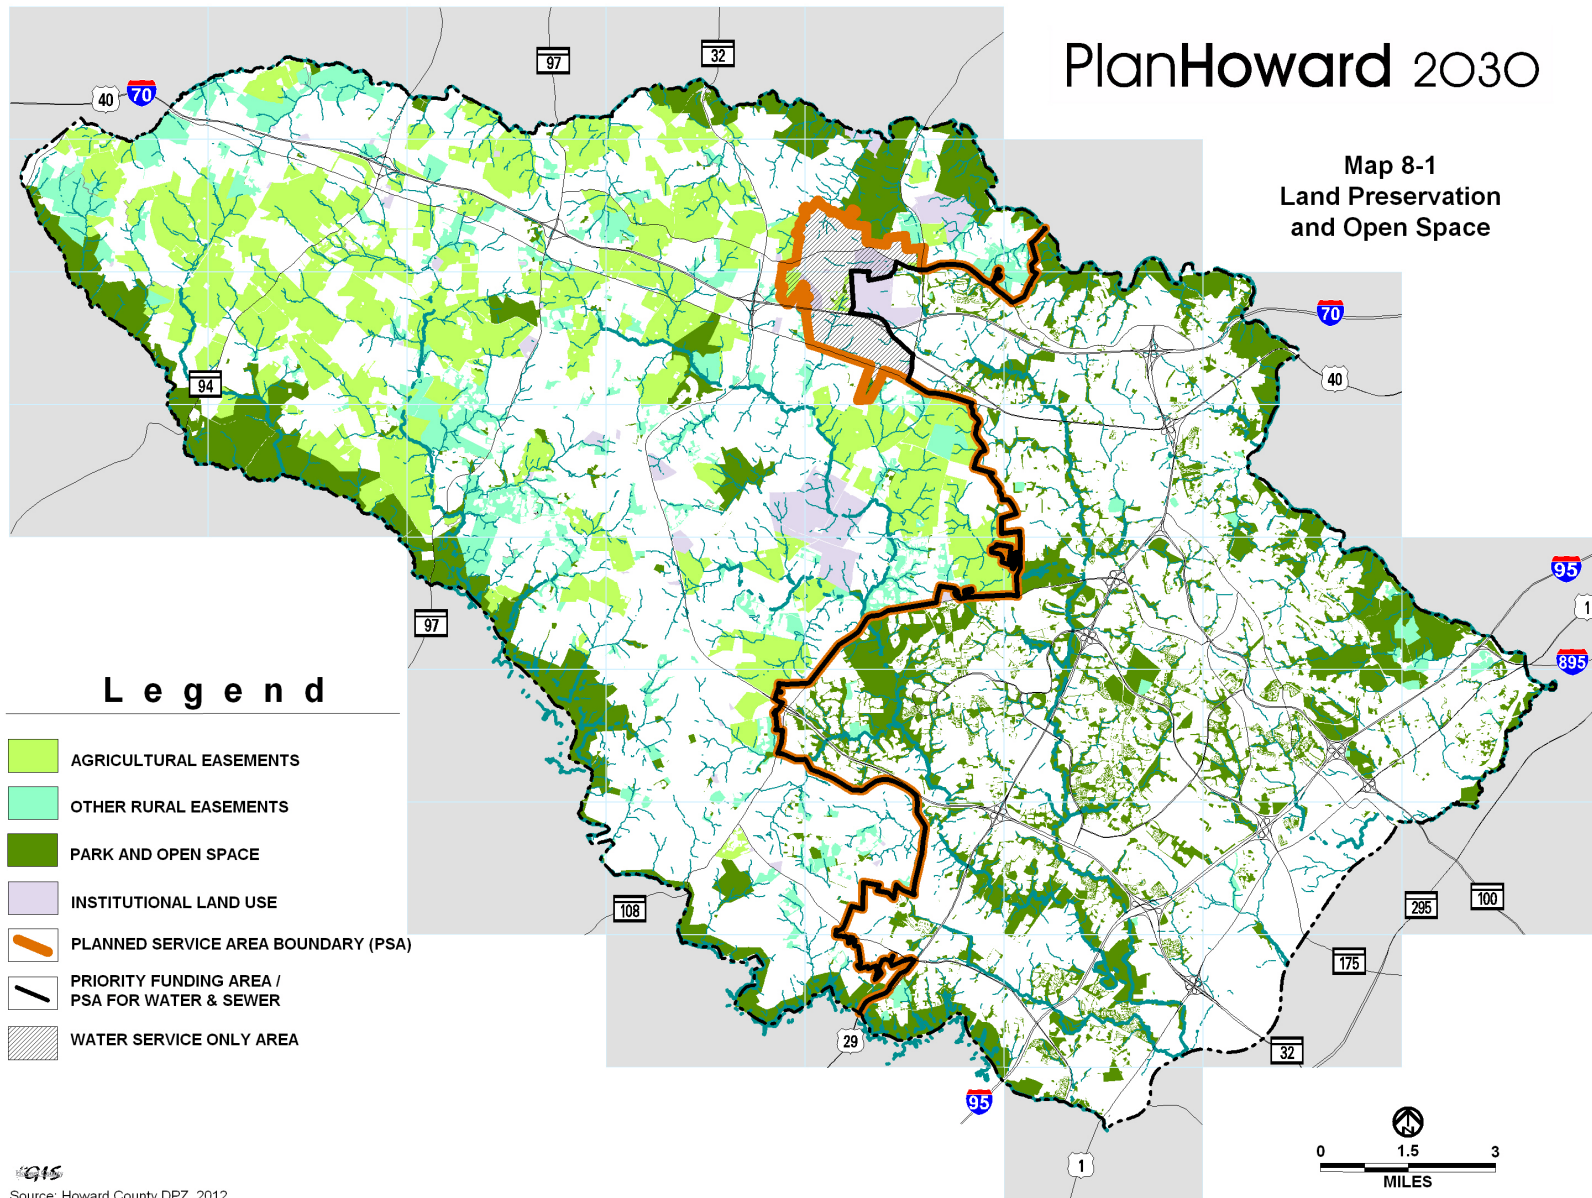 PlanHoward 2030
Map 8-1
Land Preservation
and Open Space
40
70
97
32
70
40
94
95
1
895
97
Legend
AGRICULTURAL EASEMENTS
OTHER RURAL EASEMENTS
PARK AND OPEN SPACE
INSTITUTIONAL LAND USE
PLANNED SERVICE AREA BOUNDARY (PSA)
PRIORITY FUNDING AREA /
PSA FOR WATER & SEWER
WATER SERVICE ONLY AREA
108
295
100
175
29
32
95
1
N
0 1.5 3
MILES
GIS
Source: Howard County DPZ, 2012